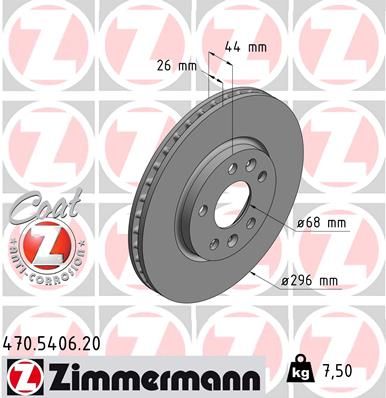 44 mm
26 mm
ø68 mm
ø296 mm
Coat Z
ANTI-CORROSION
470.5406.20
Z Zimmermann
kg 7,50